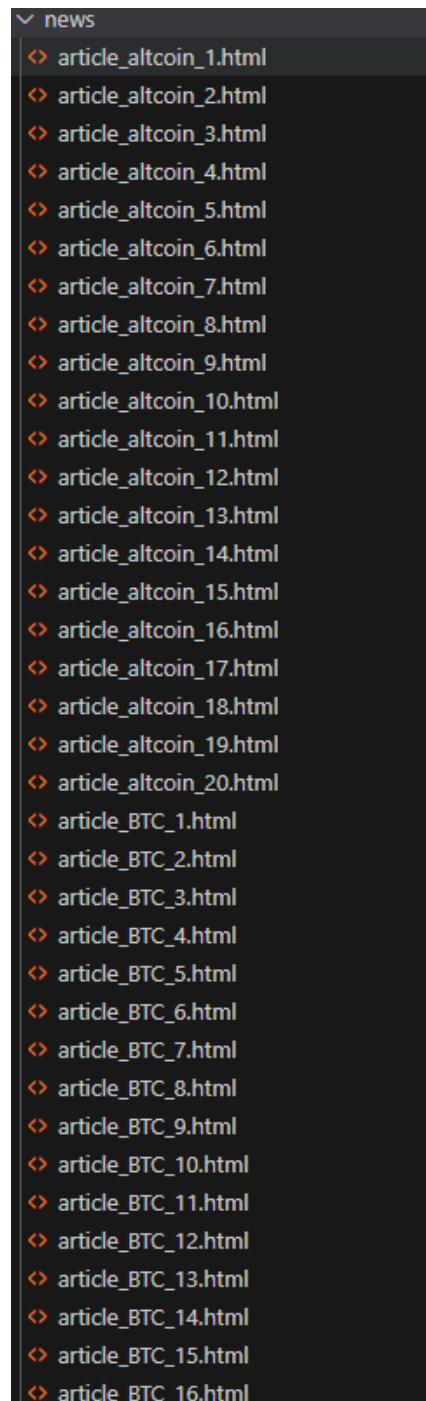 news
article_altcoin_1.html
article_altcoin_2.html
article_altcoin_3.html
article_altcoin_4.html
article_altcoin_5.html
article_altcoin_6.html
article_altcoin_7.html
article_altcoin_8.html
article_altcoin_9.html
article_altcoin_10.html
article_altcoin_11.html
article_altcoin_12.html
article_altcoin_13.html
article_altcoin_14.html
article_altcoin_15.html
article_altcoin_16.html
article_altcoin_17.html
article_altcoin_18.html
article_altcoin_19.html
article_altcoin_20.html
article_BTC_1.html
article_BTC_2.html
article_BTC_3.html
article_BTC_4.html
article_BTC_5.html
article_BTC_6.html
article_BTC_7.html
article_BTC_8.html
article_BTC_9.html
article_BTC_10.html
article_BTC_11.html
article_BTC_12.html
article_BTC_13.html
article_BTC_14.html
article_BTC_15.html
article_BTC_16.html